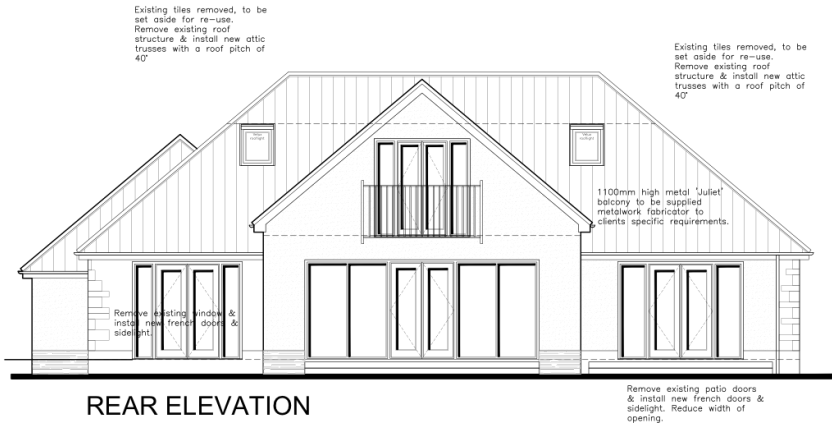 Existing tiles removed, to be
set aside for re-use.
Remove existing roof
structure & install new attic
trusses with a roof pitch of
40°
Existing tiles removed, to be
set aside for re-use.
Remove existing roof
structure & install new attic
trusses with a roof pitch of
40°
1100mm high metal 'Juliet'
balcony to be supplied
metalwork fabricator to
clients specific requirements.
Remove existing window &
install new french doors &
sidelight.
REAR ELEVATION
Remove existing patio doors
& install new french doors &
sidelight. Reduce width of
opening.